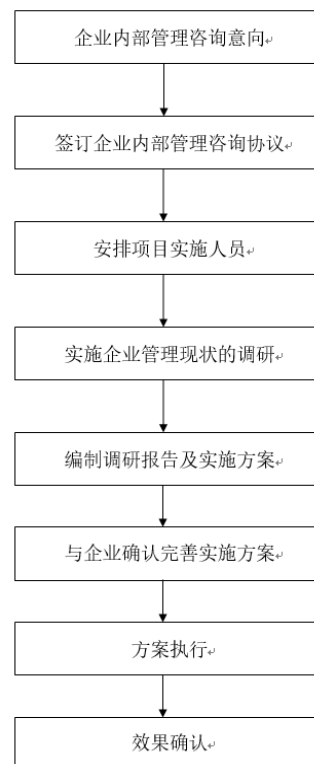 企业内部管理咨询意向
签订企业内部管理咨询协议
安排项目实施人员
实施企业管理现状的调研
编制调研报告及实施方案
与企业确认完善实施方案
方案执行
效果确认